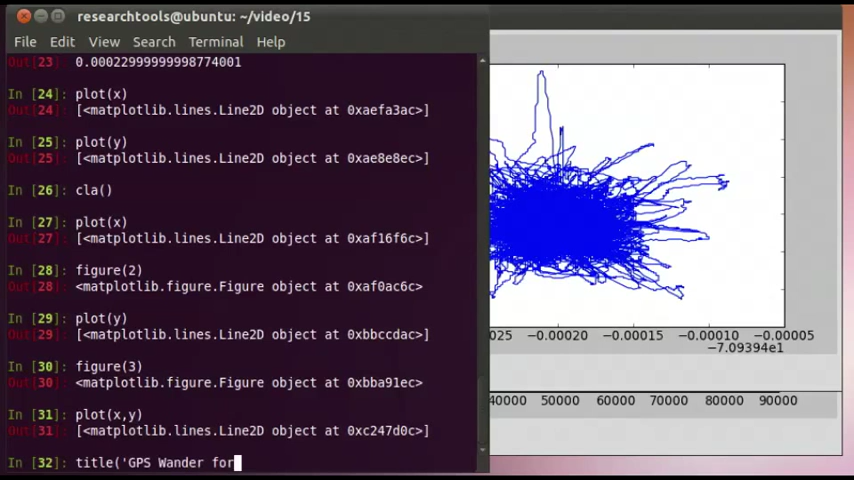 researchtools@ubuntu: ~/video/15
File Edit View Search Terminal Help
Out[23] 0.00022999999998774001
In [24]: plot(x)
Out[24]: [<matplotlib.lines.Line2D object at 0xaefa3ac>]
In [25]: plot(y)
Out[25]: [<matplotlib.lines.Line2D object at 0xae8e8ec>]
In [26]: cla()
In [27]: plot(x)
Out[27]: [<matplotlib.lines.Line2D object at 0xaf16f6c>]
In [28]: figure(2)
Out[28]: <matplotlib.figure.Figure object at 0xaf0ac6c>
In [29]: plot(y)
Out[29]: [<matplotlib.lines.Line2D object at 0xbbccdac>]
In [30]: figure(3)
Out[30]: <matplotlib.figure.Figure object at 0xbba91ec>
In [31]: plot(x,y)
Out[31]: [<matplotlib.lines.Line2D object at 0xc247d0c>]
In [32]: title('GPS Wander for
025 −0.00020 −0.00015 −0.00010 −0.00005
−7.09394e1
40000 50000 60000 70000 80000 90000